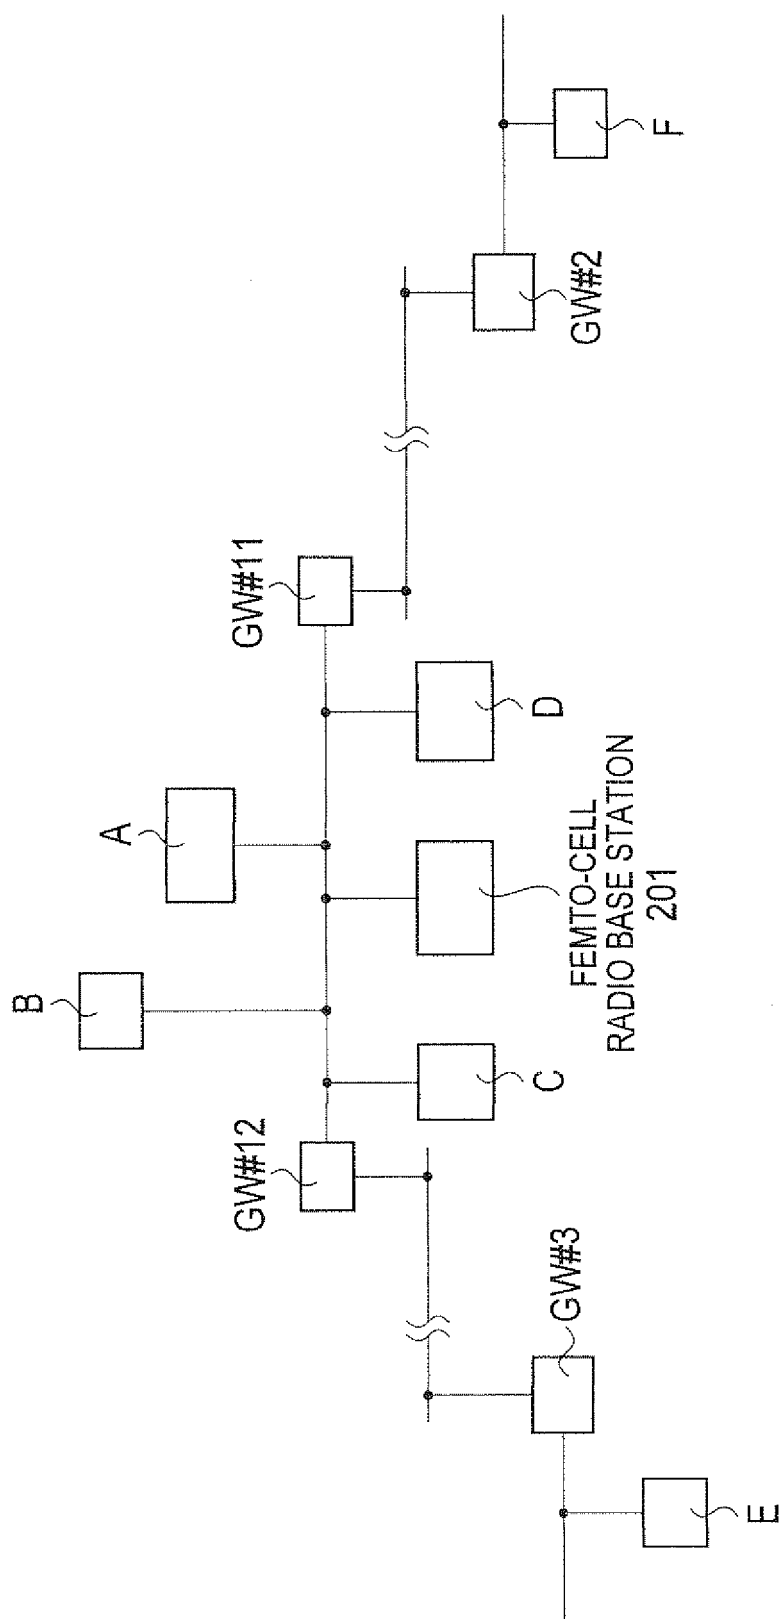 B
A
GW#12
GW#11
C
FEMTO-CELL
RADIO BASE STATION
201
D
GW#3
GW#2
E
F